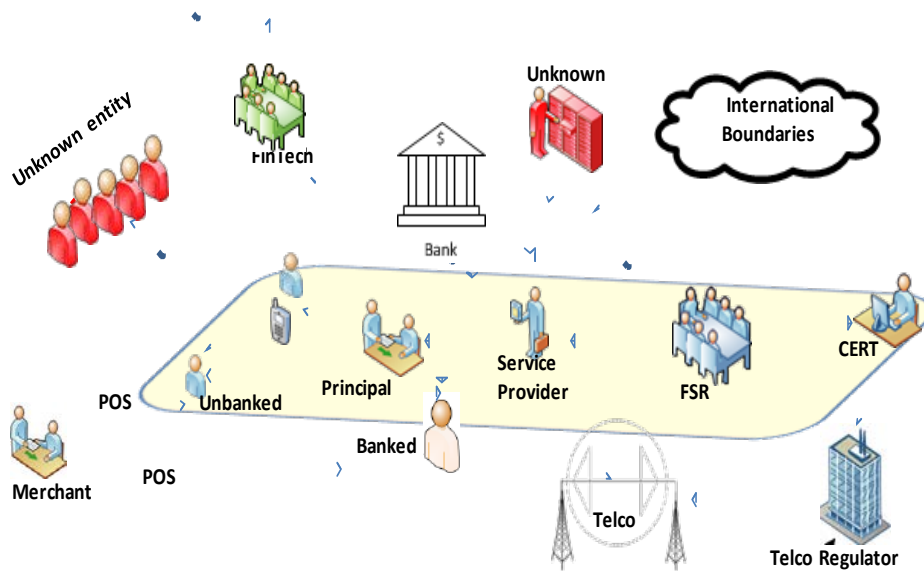 Unknown entity
FinTech
Unknown
International
Boundaries
$
Bank
CERT
Principal
Service
Provider
FSR
POS
Unbanked
Banked
Merchant
POS
Telco
Telco Regulator